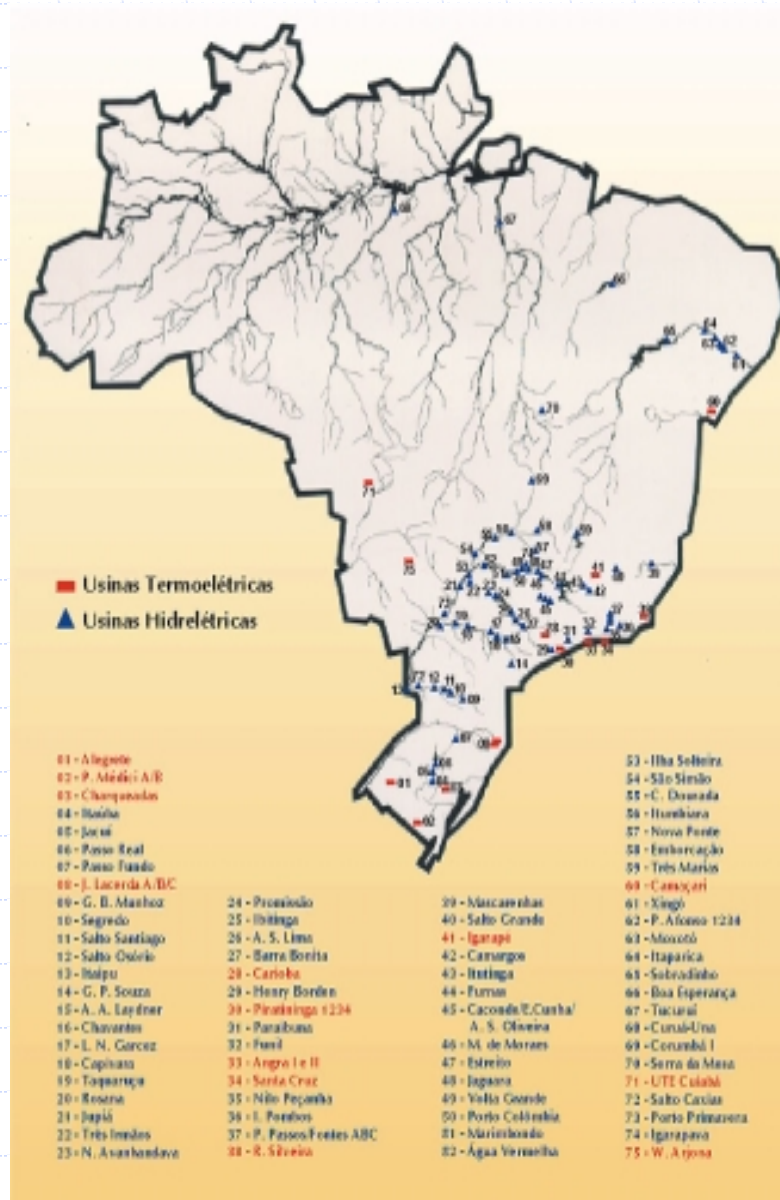 Usinas Termoelétricas
Usinas Hidrelétricas
01 - Alegrete
02 - P. Médici A/B
03 - Charqueadas
04 - Itaúba
05 - Jacuí
06 - Passo Real
07 - Passo Fundo
08 - J. Lacerda A/B/C
09 - G. B. Munhoz
10 - Segredo
11 - Salto Santiago
12 - Salto Osório
13 - Itaipu
14 - G. P. Souza
15 - A. A. Laydner
16 - Chavantes
17 - L. N. Garcez
18 - Capivara
19 - Taquaruçu
20 - Rosana
21 - Jupiá
22 - Três Irmãos
23 - N. Avanhandava
24 - Promissão
25 - Ibitinga
26 - A. S. Lima
27 - Barra Bonita
28 - Carioba
29 - Henry Borden
30 - Piratininga 1234
31 - Paraibuna
32 - Funil
33 - Angra I e II
34 - Santa Cruz
35 - Nilo Peçanha
36 - I. Pombos
37 - P. Passos/Fontes ABC
38 - R. Silveira
39 - Mascarenhas
40 - Salto Grande
41 - Igarapé
42 - Camargos
43 - Itutinga
44 - Furnas
45 - Caconde/E.Cunha/
A. S. Oliveira
46 - M. de Moraes
47 - Estreito
48 - Jaguara
49 - Volta Grande
50 - Porto Colômbia
51 - Marimbondo
52 - Água Vermelha
53 - Ilha Solteira
54 - São Simão
55 - C. Dourada
56 - Itumbiara
57 - Nova Ponte
58 - Emborcação
59 - Três Marias
60 - Camaçari
61 - Xingó
62 - P. Afonso 1234
63 - Moxotó
64 - Itaparica
65 - Sobradinho
66 - Boa Esperança
67 - Tucuruí
68 - Curuá-Una
69 - Corumbá I
70 - Serra da Mesa
71 - UTE Cuiabá
72 - Salto Caxias
73 - Porto Primavera
74 - Igarapava
75 - W. Arjona